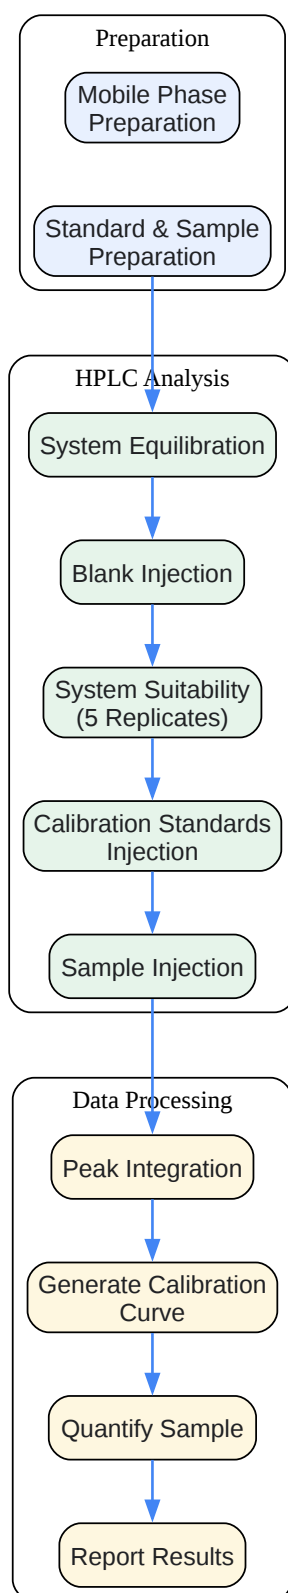 Preparation
Mobile Phase
Preparation
Standard & Sample
Preparation
HPLC Analysis
System Equilibration
Blank Injection
System Suitability
(5 Replicates)
Calibration Standards
Injection
Sample Injection
Data Processing
Peak Integration
Generate Calibration
Curve
Quantify Sample
Report Results